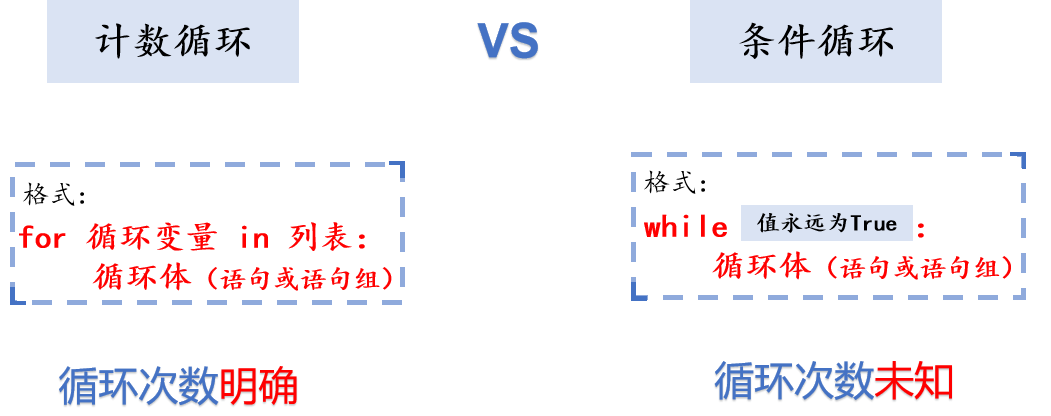 计数循环
VS
条件循环
格式：
for 循环变量 in 列表：
循环体（语句或语句组）
循环次数明确
格式：
while 值永远为True ：
循环体（语句或语句组）
循环次数未知